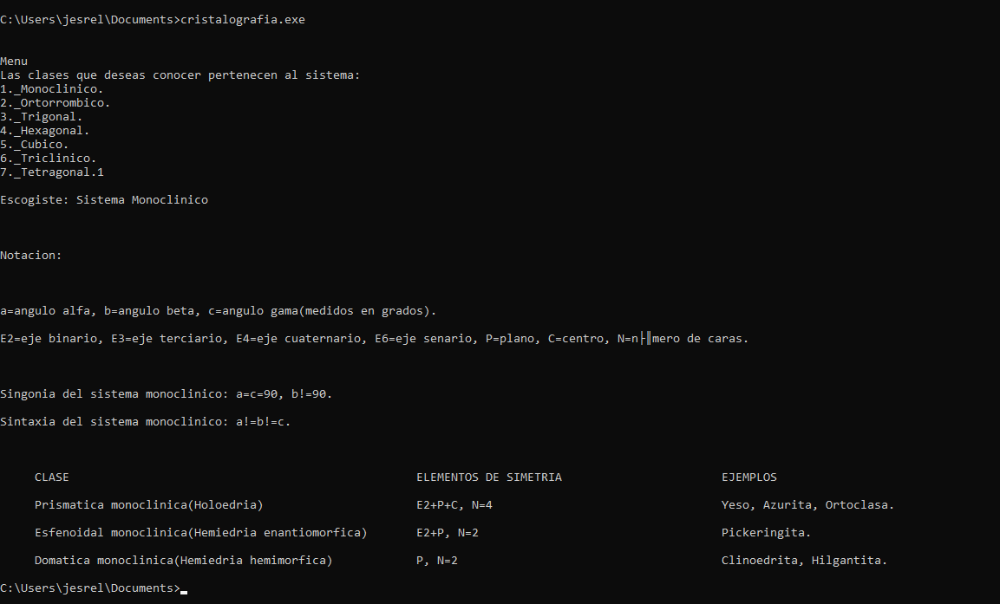 C:\Users\jesrel\Documents>cristalografia.exe
Menu
Las clases que deseas conocer pertenecen al sistema:
1._Monoclinico.
2._Ortorrombico.
3._Trigonal.
4._Hexagonal.
5._Cubico.
6._Triclinico.
7._Tetragonal.1
Escogiste: Sistema Monoclinico
Notacion:
a=angulo alfa, b=angulo beta, c=angulo gama(medidos en grados).
E2=eje binario, E3=eje terciario, E4=eje cuaternario, E6=eje senario, P=plano, C=centro, N=n├║mero de caras.
Singonia del sistema monoclinico: a=c=90, b!=90.
Sintaxia del sistema monoclinico: a!=b!=c.
CLASE ELEMENTOS DE SIMETRIA EJEMPLOS
Prismatica monoclinica(Holoedria) E2+P+C, N=4 Yeso, Azurita, Ortoclasa.
Esfenoidal monoclinica(Hemiedria enantiomorfica) E2+P, N=2 Pickeringita.
Domatica monoclinica(Hemiedria hemimorfica) P, N=2 Clinoedrita, Hilgantita.
C:\Users\jesrel\Documents>